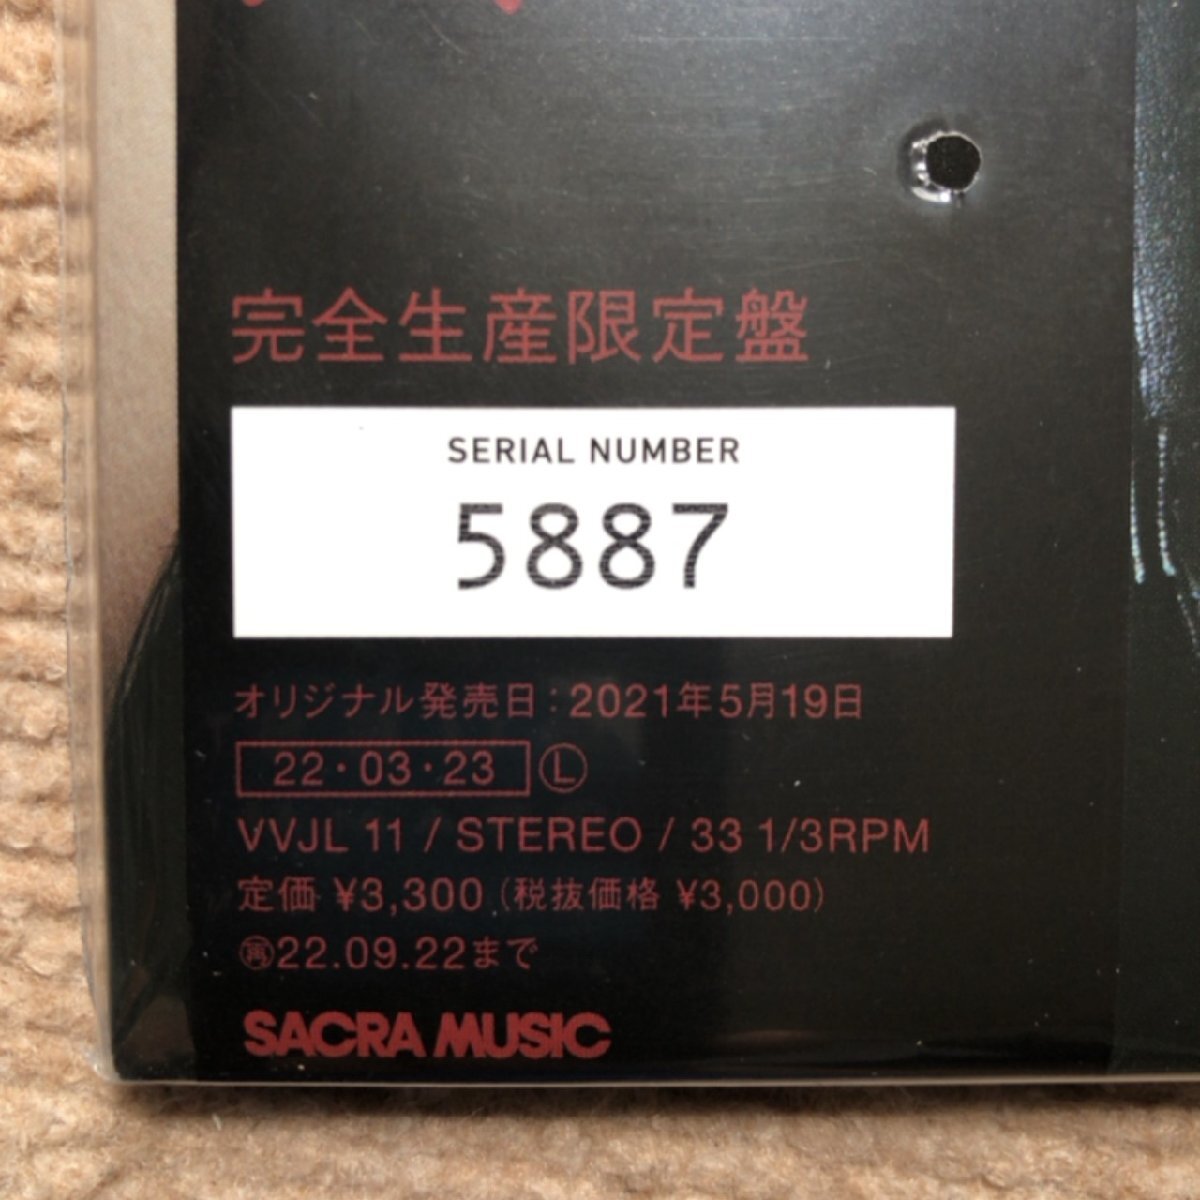 完全生産限定盤
SERIAL NUMBER
5887
オリジナル発売日：2021年5月19日
22・03・23 Ⓛ
VVJL 11 / STEREO / 33 1/3RPM
定価 ¥3,300（税抜価格 ¥3,000）
㊢22.09.22まで
SACRA MUSIC